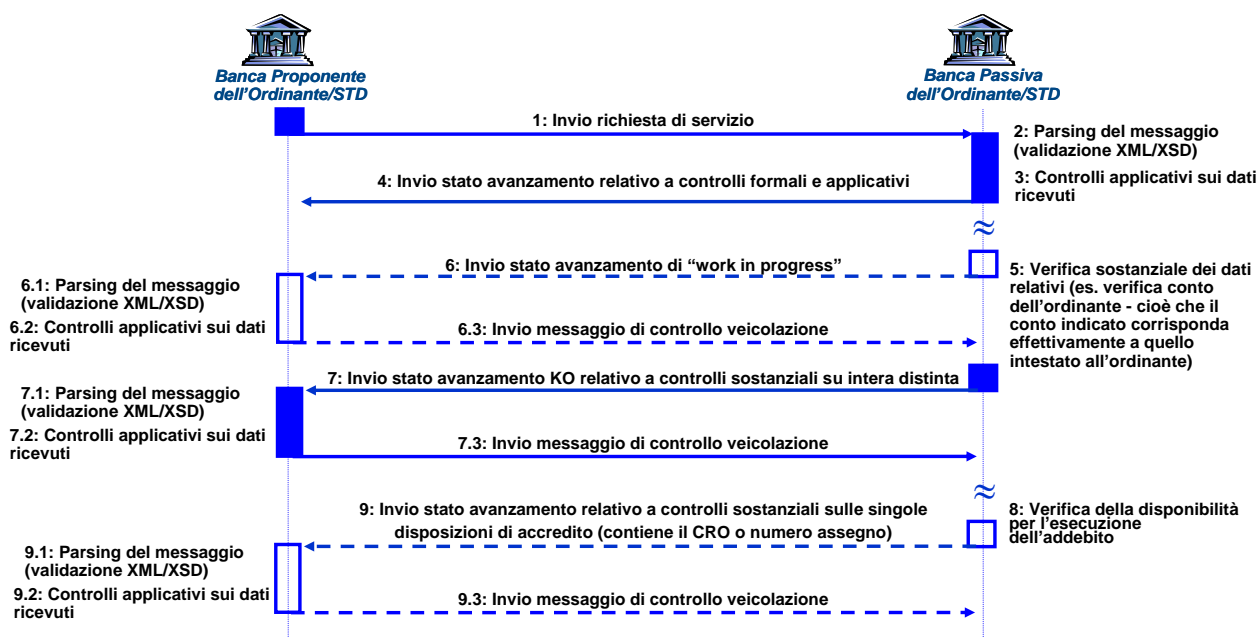 Banca Proponente
dell'Ordinante/STD
Banca Passiva
dell'Ordinante/STD
1: Invio richiesta di servizio
2: Parsing del messaggio
(validazione XML/XSD)
3: Controlli applicativi sui dati
ricevuti
4: Invio stato avanzamento relativo a controlli formali e applicativi
≈
5: Verifica sostanziale dei dati
relativi (es. verifica conto
dell'ordinante - cioè che il
conto indicato corrisponda
effettivamente a quello
intestato all'ordinante)
6: Invio stato avanzamento di “work in progress”
6.1: Parsing del messaggio
(validazione XML/XSD)
6.2: Controlli applicativi sui dati
ricevuti
6.3: Invio messaggio di controllo veicolazione
7: Invio stato avanzamento KO relativo a controlli sostanziali su intera distinta
7.1: Parsing del messaggio
(validazione XML/XSD)
7.2: Controlli applicativi sui dati
ricevuti
7.3: Invio messaggio di controllo veicolazione
≈
8: Verifica della disponibilità
per l'esecuzione
dell'addebito
9: Invio stato avanzamento relativo a controlli sostanziali sulle singole
disposizioni di accredito (contiene il CRO o numero assegno)
9.1: Parsing del messaggio
(validazione XML/XSD)
9.2: Controlli applicativi sui dati
ricevuti
9.3: Invio messaggio di controllo veicolazione